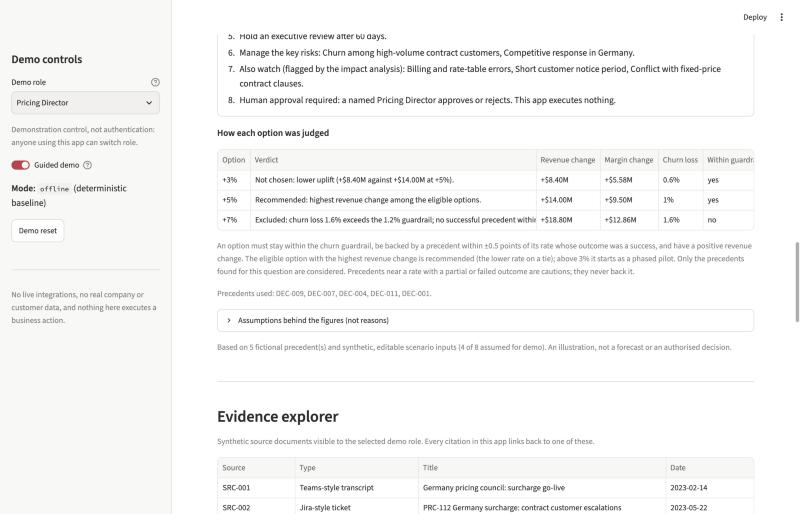 Deploy
Demo controls
Demo role
Pricing Director
Demonstration control, not authentication:
anyone using this app can switch role.
Guided demo
Mode: offline (deterministic
baseline)
Demo reset
No live integrations, no real company or
customer data, and nothing here executes a
business action.
5. Hold an executive review after 60 days.
6. Manage the key risks: Churn among high-volume contract customers, Competitive response in Germany.
7. Also watch (flagged by the impact analysis): Billing and rate-table errors, Short customer notice period, Conflict with fixed-price
contract clauses.
8. Human approval required: a named Pricing Director approves or rejects. This app executes nothing.
How each option was judged
Option Verdict Revenue change Margin change Churn loss Within guardra
+3% Not chosen: lower uplift (+$8.40M against +$14.00M at +5%). +$8.40M +$5.58M 0.6% yes
+5% Recommended: highest revenue change among the eligible options. +$14.00M +$9.50M 1% yes
+7% Excluded: churn loss 1.6% exceeds the 1.2% guardrail; no successful precedent within +$18.80M +$12.86M 1.6% no
An option must stay within the churn guardrail, be backed by a precedent within ±0.5 points of its rate whose outcome was a success, and have a positive revenue
change. The eligible option with the highest revenue change is recommended (the lower rate on a tie); above 3% it starts as a phased pilot. Only the precedents
found for this question are considered. Precedents near a rate with a partial or failed outcome are cautions; they never back it.
Precedents used: DEC-009, DEC-007, DEC-004, DEC-011, DEC-001.
Assumptions behind the figures (not reasons)
Based on 5 fictional precedent(s) and synthetic, editable scenario inputs (4 of 8 assumed for demo). An illustration, not a forecast or an authorised decision.
Evidence explorer
Synthetic source documents visible to the selected demo role. Every citation in this app links back to one of these.
Source Type Title Date
SRC-001 Teams-style transcript Germany pricing council: surcharge go-live 2023-02-14
SRC-002 Jira-style ticket PRC-112 Germany surcharge: contract customer escalations 2023-05-22